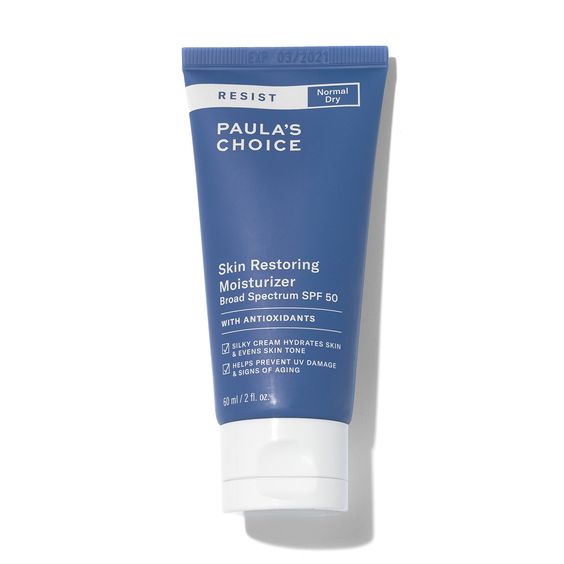 EXP 03/2021
RESIST
Normal
Dry
PAULA'S
CHOICE
Skin Restoring
Moisturizer
Broad Spectrum SPF 50
WITH ANTIOXIDANTS
SILKY CREAM HYDRATES SKIN
& EVENS SKIN TONE
HELPS PREVENT UV DAMAGE
& SIGNS OF AGING
60 ml / 2 fl. oz.